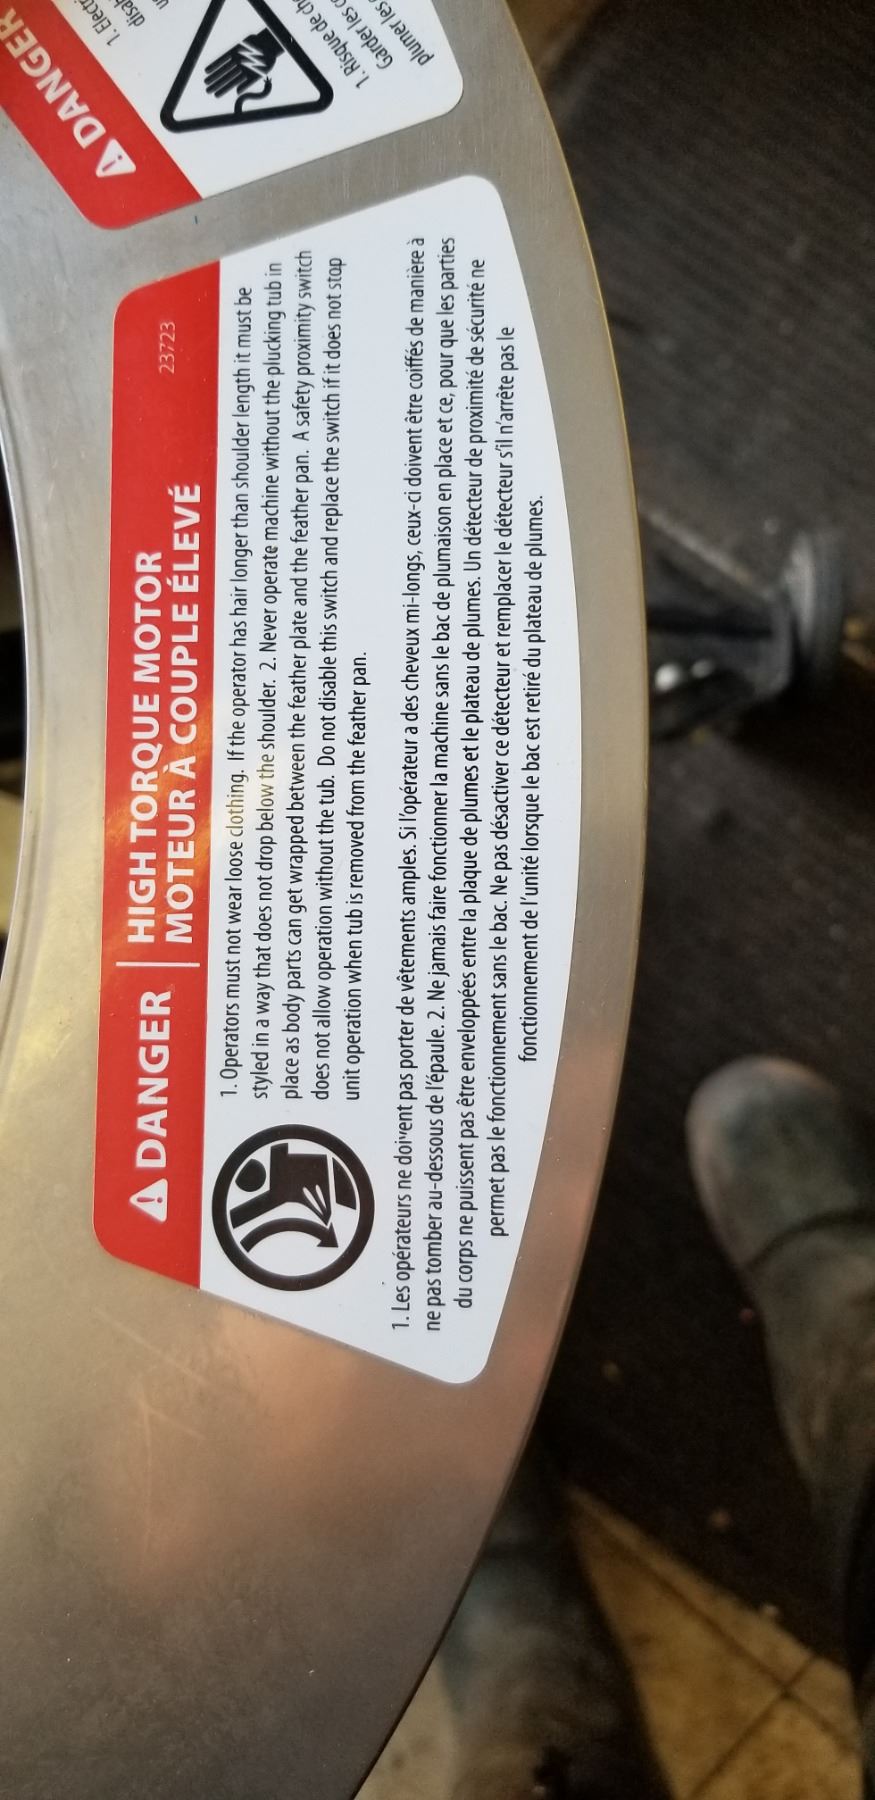 DANGER
HIGH TORQUE MOTOR
MOTEUR À COUPLE ÉLEVÉ
23723
1. Operators must not wear loose clothing. If the operator has hair longer than shoulder length it must be
styled in a way that does not drop below the shoulder. 2. Never operate machine without the plucking tub in
place as body parts can get wrapped between the feather plate and the feather pan. A safety proximity switch
does not allow operation without the tub. Do not disable this switch and replace the switch if it does not stop
unit operation when tub is removed from the feather pan.
1. Les opérateurs ne doivent pas porter de vêtements amples. Si l'opérateur a des cheveux mi-longs, ceux-ci doivent être coiffés de manière à
ne pas tomber au-dessous de l'épaule. 2. Ne jamais faire fonctionner la machine sans le bac de plumaison en place et ce, pour que les parties
du corps ne puissent pas être enveloppées entre la plaque de plumes et le plateau de plumes. Un détecteur de proximité de sécurité ne
permet pas le fonctionnement sans le bac. Ne pas désactiver ce détecteur et remplacer le détecteur s'il n'arrête pas le
fonctionnement de l'unité lorsque le bac est retiré du plateau de plumes.
DANGER
1.
1. Risque de
Garder les
plumer les